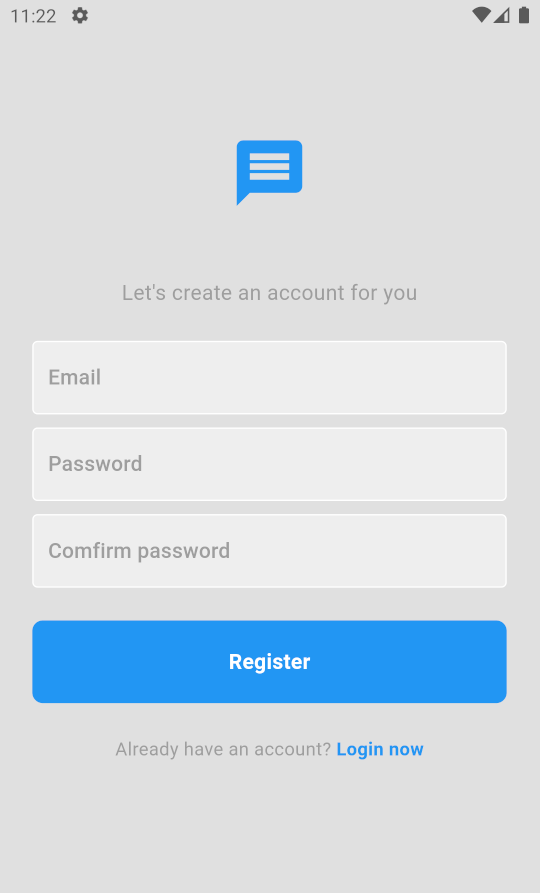 11:22
Let's create an account for you
Email
Password
Comfirm password
Register
Already have an account? Login now